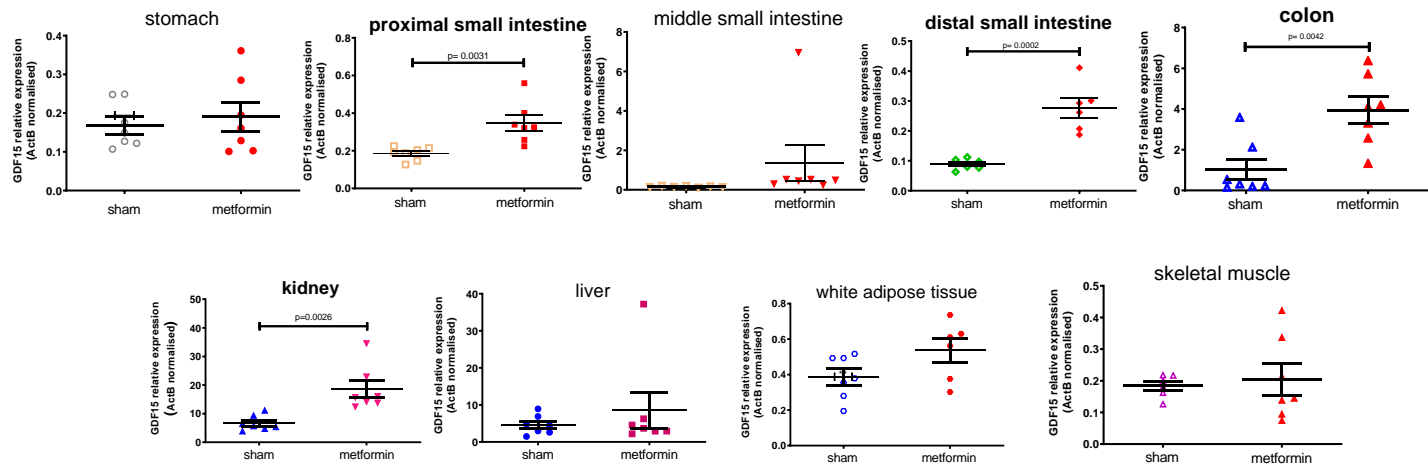 stomach
GDF15 relative expression
(ActB normalised)
0.4
0.3
0.2
0.1
0.0
sham
metformin
proximal small intestine
GDF15 relative expression
(ActB normalised)
0.8
0.6
0.4
0.2
0.0
p= 0.0031
sham
metformin
middle small intestine
GDF15 relative expression
(ActB normalised)
8
6
4
2
0
sham
metformin
distal small intestine
GDF15 relative expression
(ActB normalised)
0.5
0.4
0.3
0.2
0.1
0.0
p= 0.0002
sham
metformin
colon
GDF15 relative expression
(ActB normalised)
8
6
4
2
0
p= 0.0042
sham
metformin
kidney
GDF15 relative expression
(ActB normalised)
50
40
30
20
10
0
p=0.0026
sham
metformin
liver
GDF15 relative expression
(ActB normalised)
40
30
20
10
0
sham
metformin
white adipose tissue
GDF15 relative expression
(ActB normalised)
0.8
0.6
0.4
0.2
0.0
sham
metformin
skeletal muscle
GDF15 relative expression
(ActB normalised)
0.5
0.4
0.3
0.2
0.1
0.0
sham
metformin